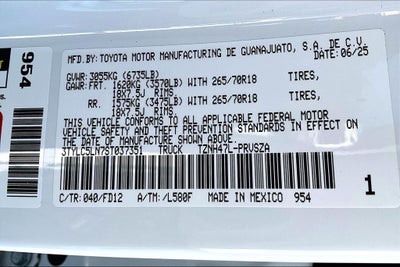 954
MFD.BY: TOYOTA MOTOR MANUFACTURING DE GUANAJUATO, S.A. DE C.V.
DATE: 06/25
GVWR: 3055KG (6735LB)
GAWR: FRT. 1620KG (3570LB) WITH 265/70R18 TIRES,
18X7.5J RIMS
RR. 1575KG (3475LB) WITH 265/70R18 TIRES,
18X7.5J RIMS
THIS VEHICLE CONFORMS TO ALL APPLICABLE FEDERAL MOTOR
VEHICLE SAFETY AND THEFT PREVENTION STANDARDS IN EFFECT ON
THE DATE OF MANUFACTURE SHOWN ABOVE.
3TYLC5LN7ST037351 TRUCK TZNH47L-PRUSZA
C/TR: 040/FD12 A/TM: /L580F MADE IN MEXICO 954
1